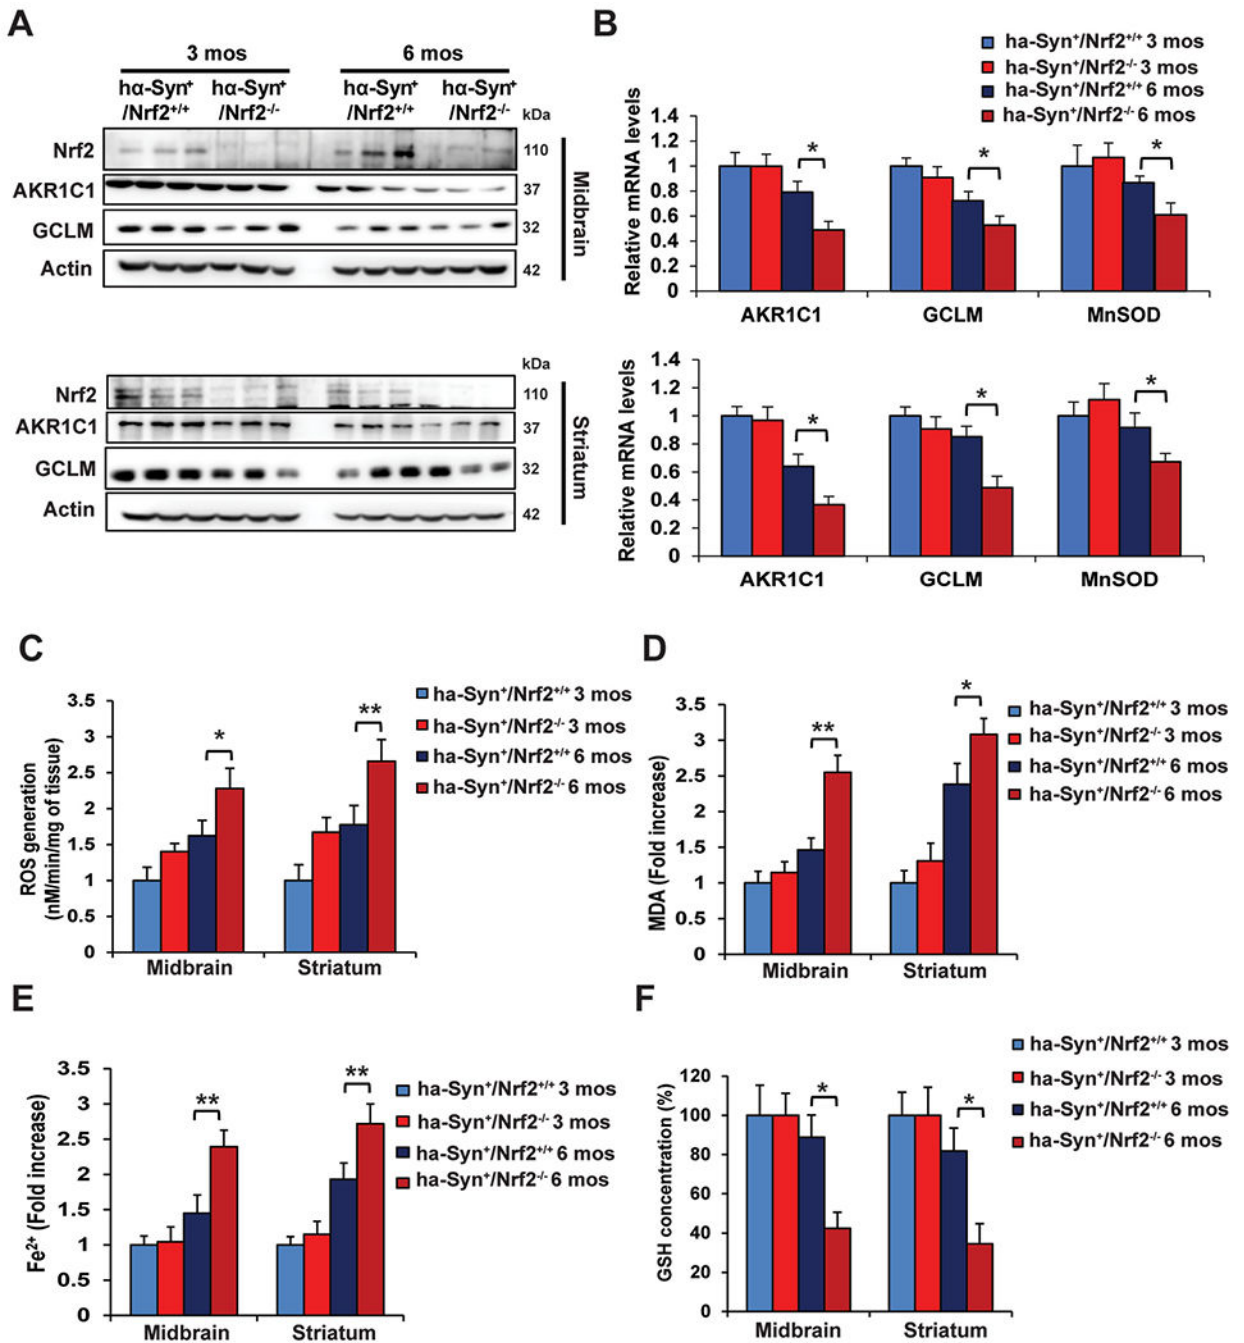 A
3 mos 6 mos
hα-Syn⁺ hα-Syn⁺ hα-Syn⁺ hα-Syn⁺
/Nrf2⁺/⁺ /Nrf2⁻/⁻ /Nrf2⁺/⁺ /Nrf2⁻/⁻
kDa
Nrf2 110
AKR1C1 37
GCLM 32
Actin 42
Midbrain
kDa
Nrf2 110
AKR1C1 37
GCLM 32
Actin 42
Striatum
B
ha-Syn⁺/Nrf2⁺/⁺ 3 mos
ha-Syn⁺/Nrf2⁻/⁻ 3 mos
ha-Syn⁺/Nrf2⁺/⁺ 6 mos
ha-Syn⁺/Nrf2⁻/⁻ 6 mos
Relative mRNA levels
1.4
1.2
1
0.8
0.6
0.4
0.2
0
* * *
AKR1C1 GCLM MnSOD
Relative mRNA levels
1.4
1.2
1
0.8
0.6
0.4
0.2
0
* * *
AKR1C1 GCLM MnSOD
C
ROS generation
(nM/min/mg of tissue)
3.5
3
2.5
2
1.5
1
0.5
0
* **
Midbrain Striatum
ha-Syn⁺/Nrf2⁺/⁺ 3 mos
ha-Syn⁺/Nrf2⁻/⁻ 3 mos
ha-Syn⁺/Nrf2⁺/⁺ 6 mos
ha-Syn⁺/Nrf2⁻/⁻ 6 mos
D
MDA (Fold increase)
3.5
3
2.5
2
1.5
1
0.5
0
** *
Midbrain Striatum
ha-Syn⁺/Nrf2⁺/⁺ 3 mos
ha-Syn⁺/Nrf2⁻/⁻ 3 mos
ha-Syn⁺/Nrf2⁺/⁺ 6 mos
ha-Syn⁺/Nrf2⁻/⁻ 6 mos
E
Fe²⁺ (Fold increase)
3.5
3
2.5
2
1.5
1
0.5
0
** **
Midbrain Striatum
ha-Syn⁺/Nrf2⁺/⁺ 3 mos
ha-Syn⁺/Nrf2⁻/⁻ 3 mos
ha-Syn⁺/Nrf2⁺/⁺ 6 mos
ha-Syn⁺/Nrf2⁻/⁻ 6 mos
F
GSH concentration (%)
120
100
80
60
40
20
0
* *
Midbrain Striatum
ha-Syn⁺/Nrf2⁺/⁺ 3 mos
ha-Syn⁺/Nrf2⁻/⁻ 3 mos
ha-Syn⁺/Nrf2⁺/⁺ 6 mos
ha-Syn⁺/Nrf2⁻/⁻ 6 mos